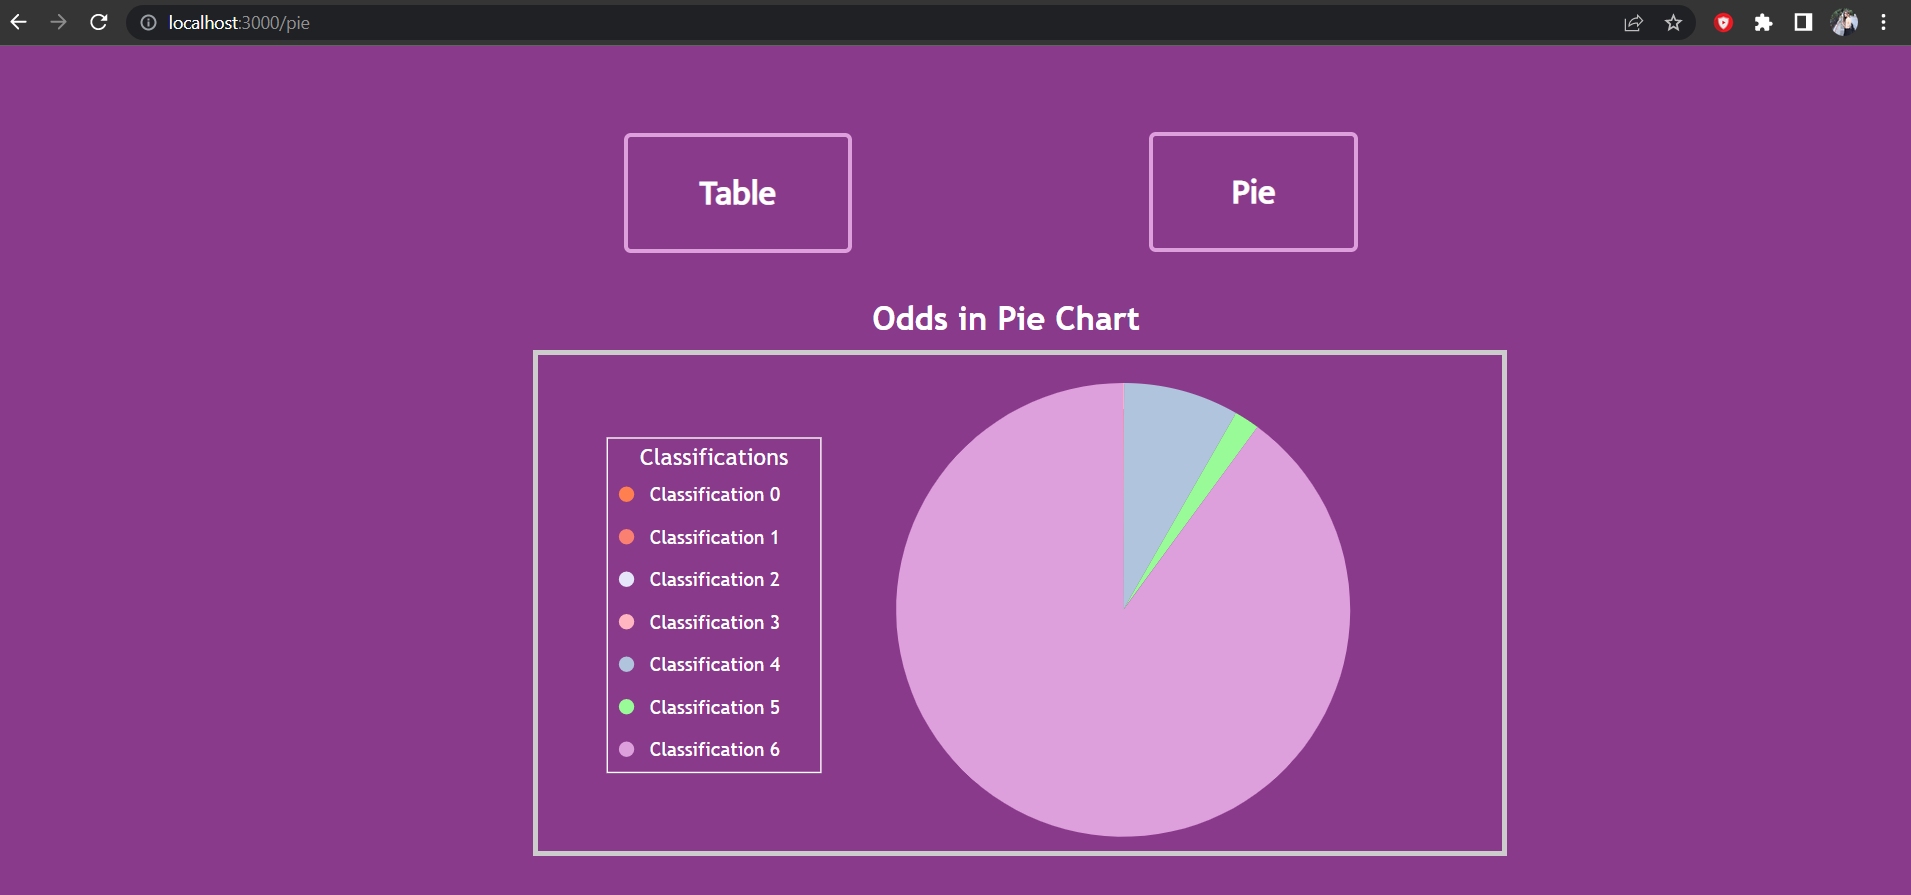 localhost:3000/pie
Table
Pie
Odds in Pie Chart
Classifications
Classification 0
Classification 1
Classification 2
Classification 3
Classification 4
Classification 5
Classification 6